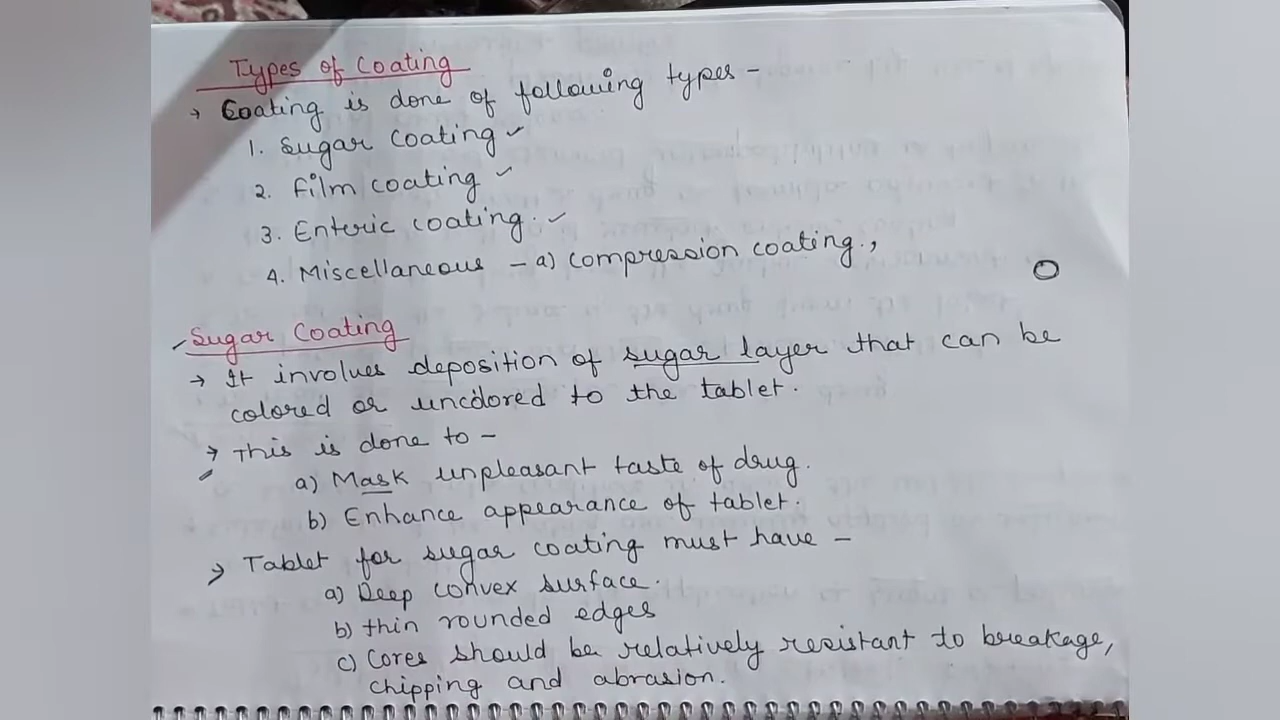 Types of Coating
→ Coating is done of following types -
1. Sugar Coating ✓
2. Film coating ✓
3. Enteric coating. ✓
4. Miscellaneous - a) compression coating.,
Sugar Coating
→ It involves deposition of sugar layer that can be
colored or uncolored to the tablet.
→ This is done to -
a) Mask unpleasant taste of drug.
b) Enhance appearance of tablet.
→ Tablet for sugar coating must have -
a) Deep convex surface.
b) thin rounded edges
c) Cores should be relatively resistant to breakage,
chipping and abrasion.